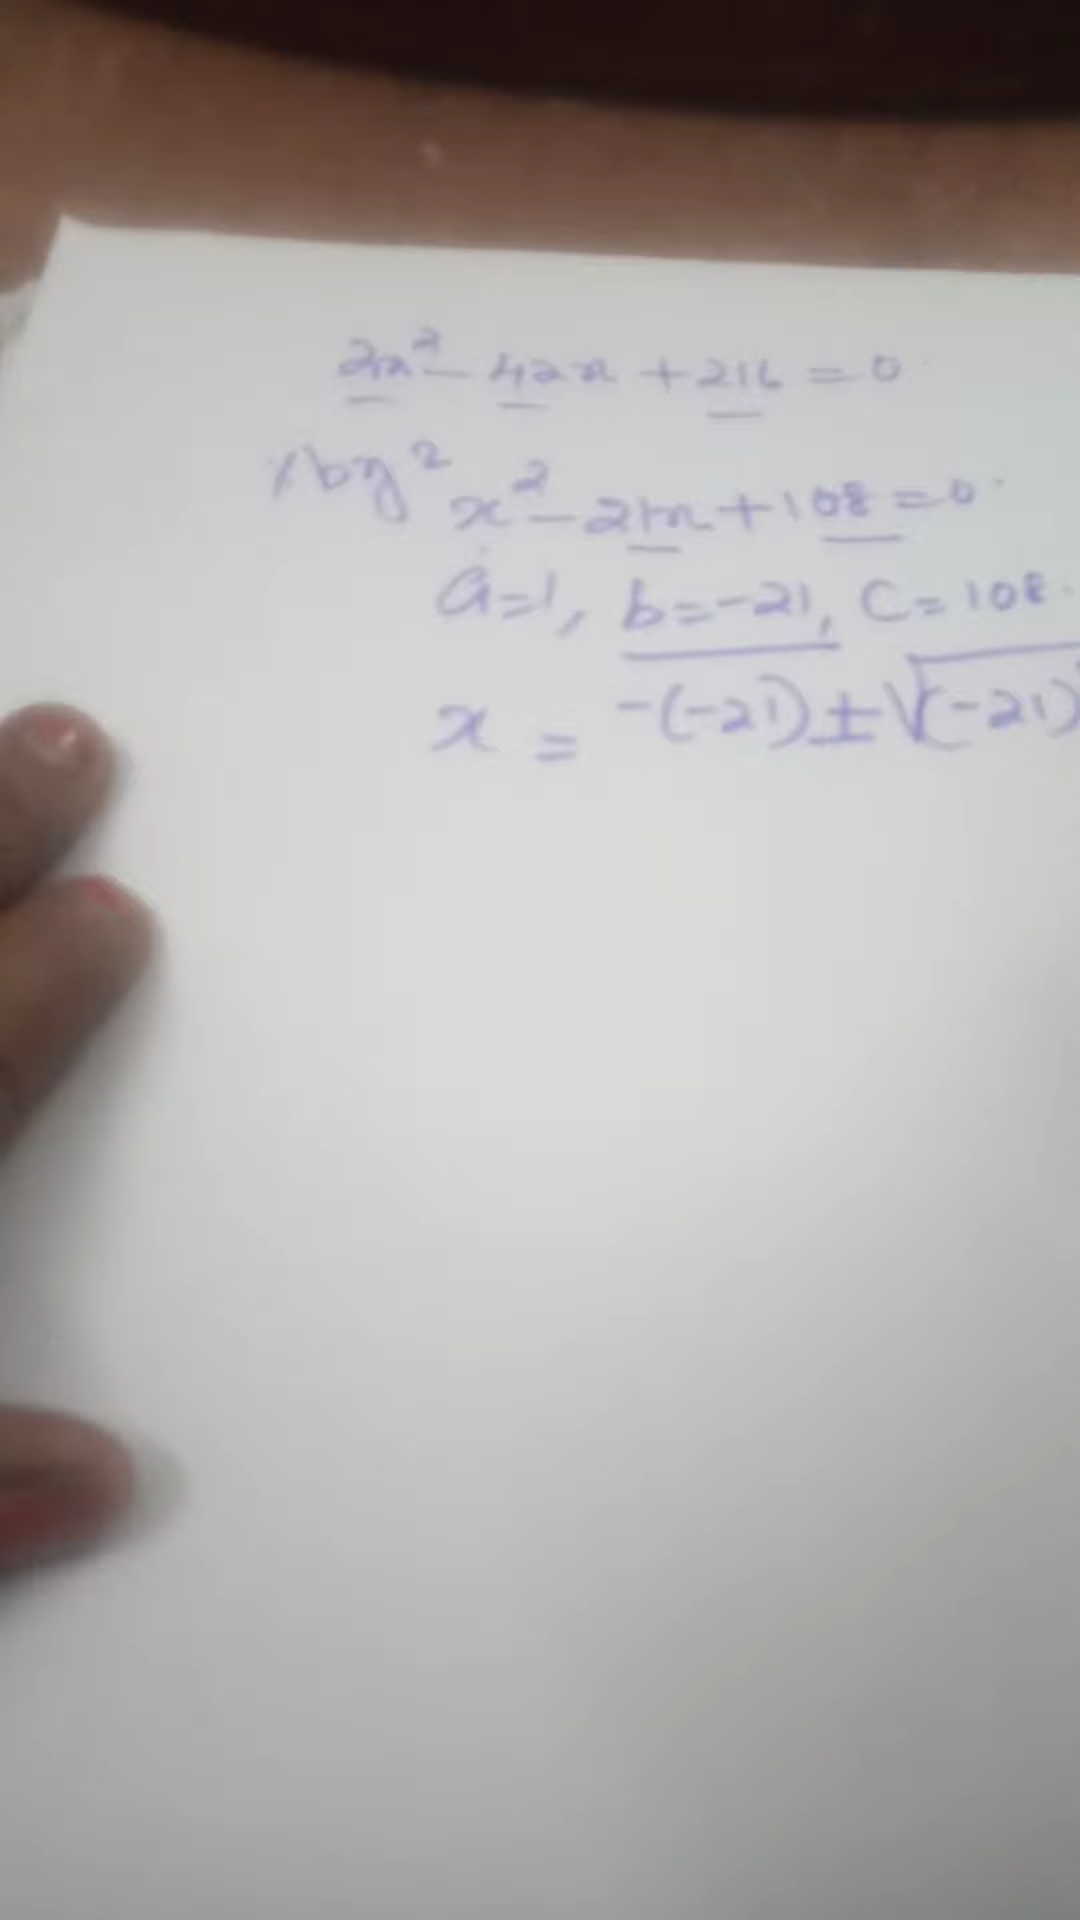 2x² - 42x + 216 = 0
÷ by 2
x² - 21x + 108 = 0
a=1, b=-21, c=108.
x = -(-21) ± √(-21)